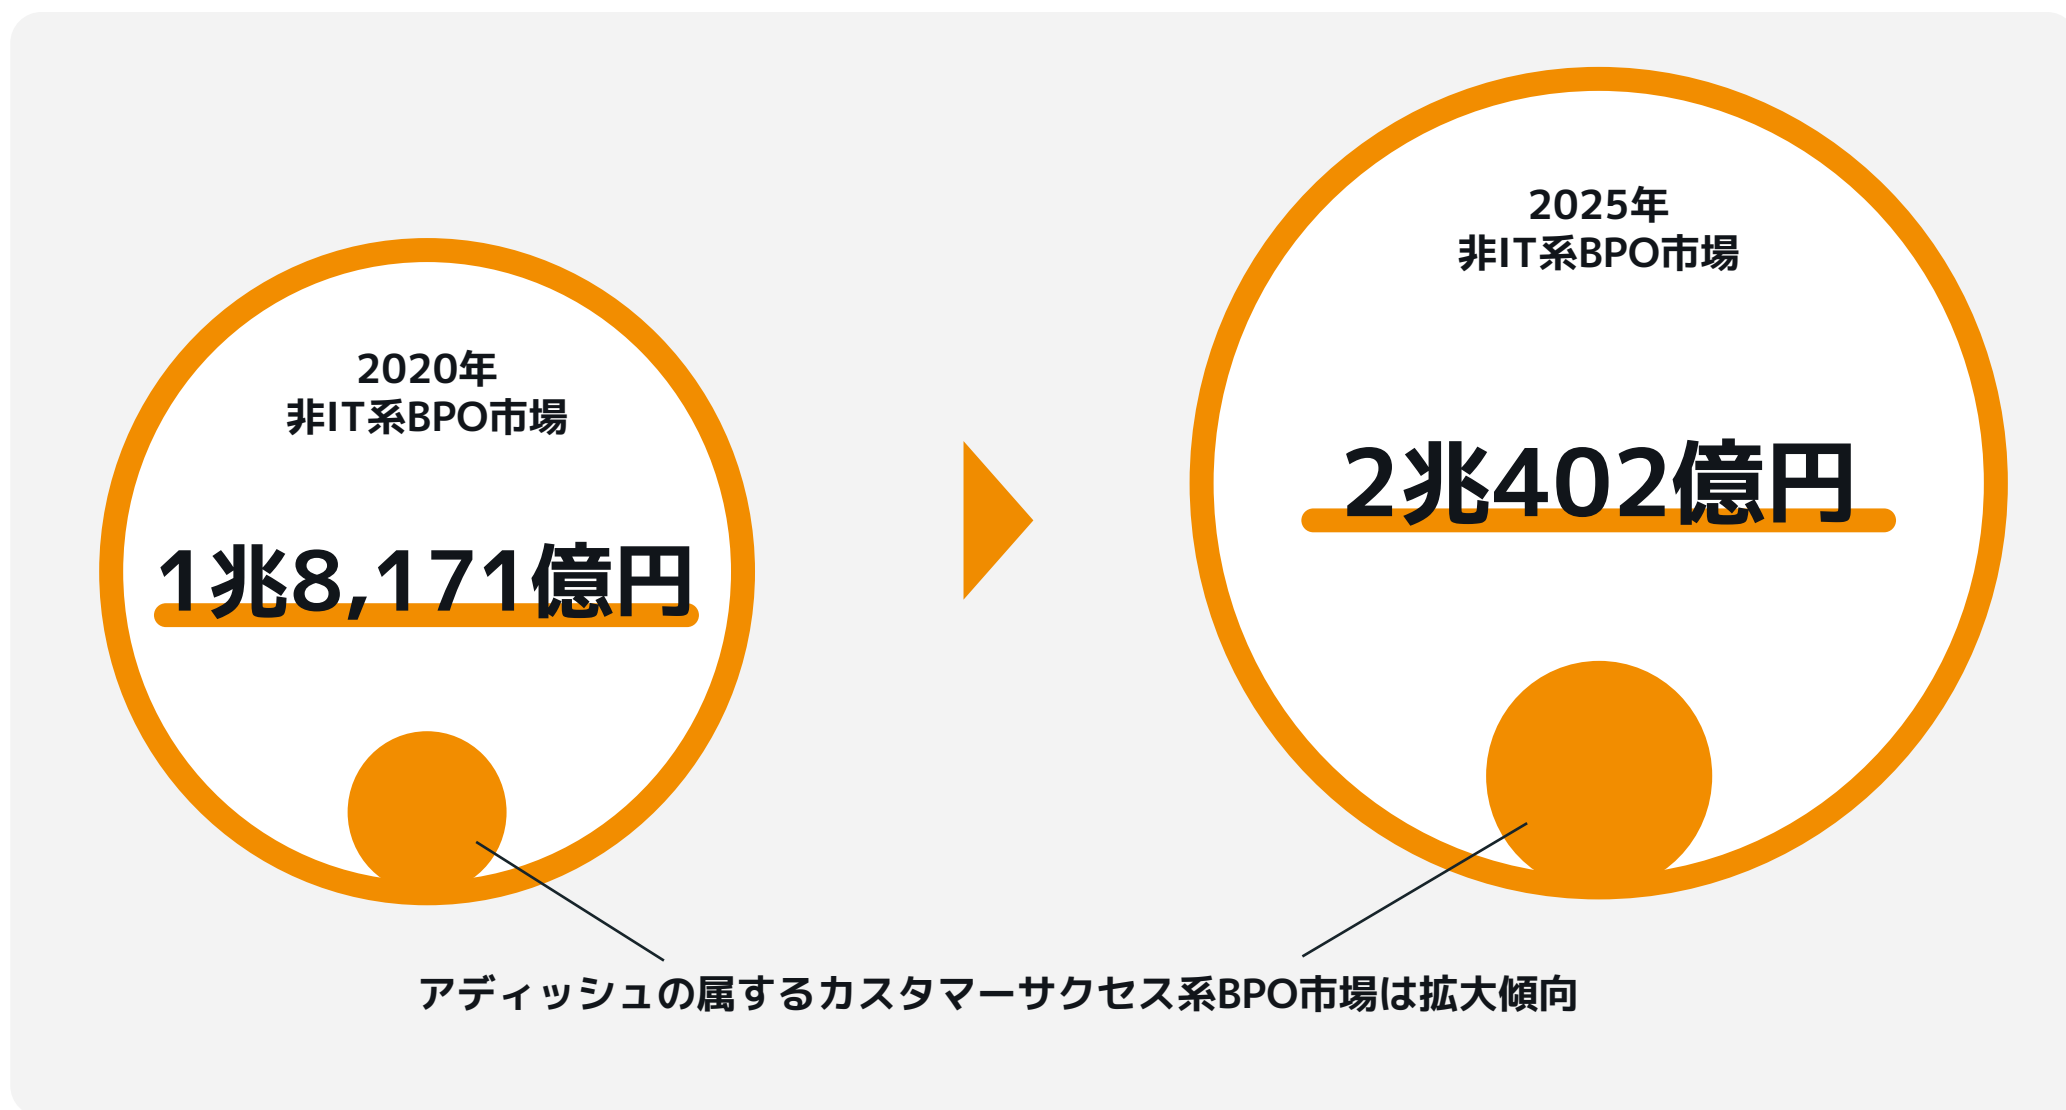 2020年
非IT系BPO市場
1兆8,171億円
2025年
非IT系BPO市場
2兆402億円
アディッシュの属するカスタマーサクセス系BPO市場は拡大傾向